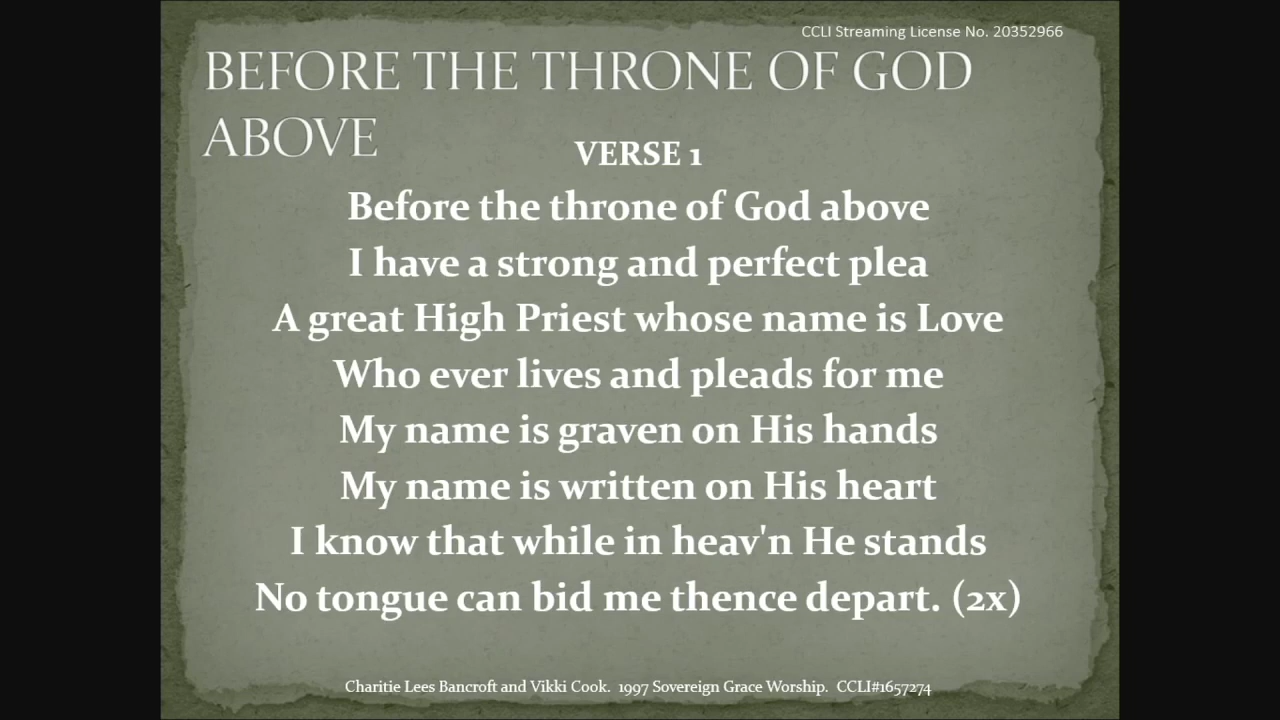 CCLI Streaming License No. 20352966
BEFORE THE THRONE OF GOD
ABOVE
VERSE 1
Before the throne of God above
I have a strong and perfect plea
A great High Priest whose name is Love
Who ever lives and pleads for me
My name is graven on His hands
My name is written on His heart
I know that while in heav'n He stands
No tongue can bid me thence depart. (2x)
Charitie Lees Bancroft and Vikki Cook.  1997 Sovereign Grace Worship.  CCLI#1657274